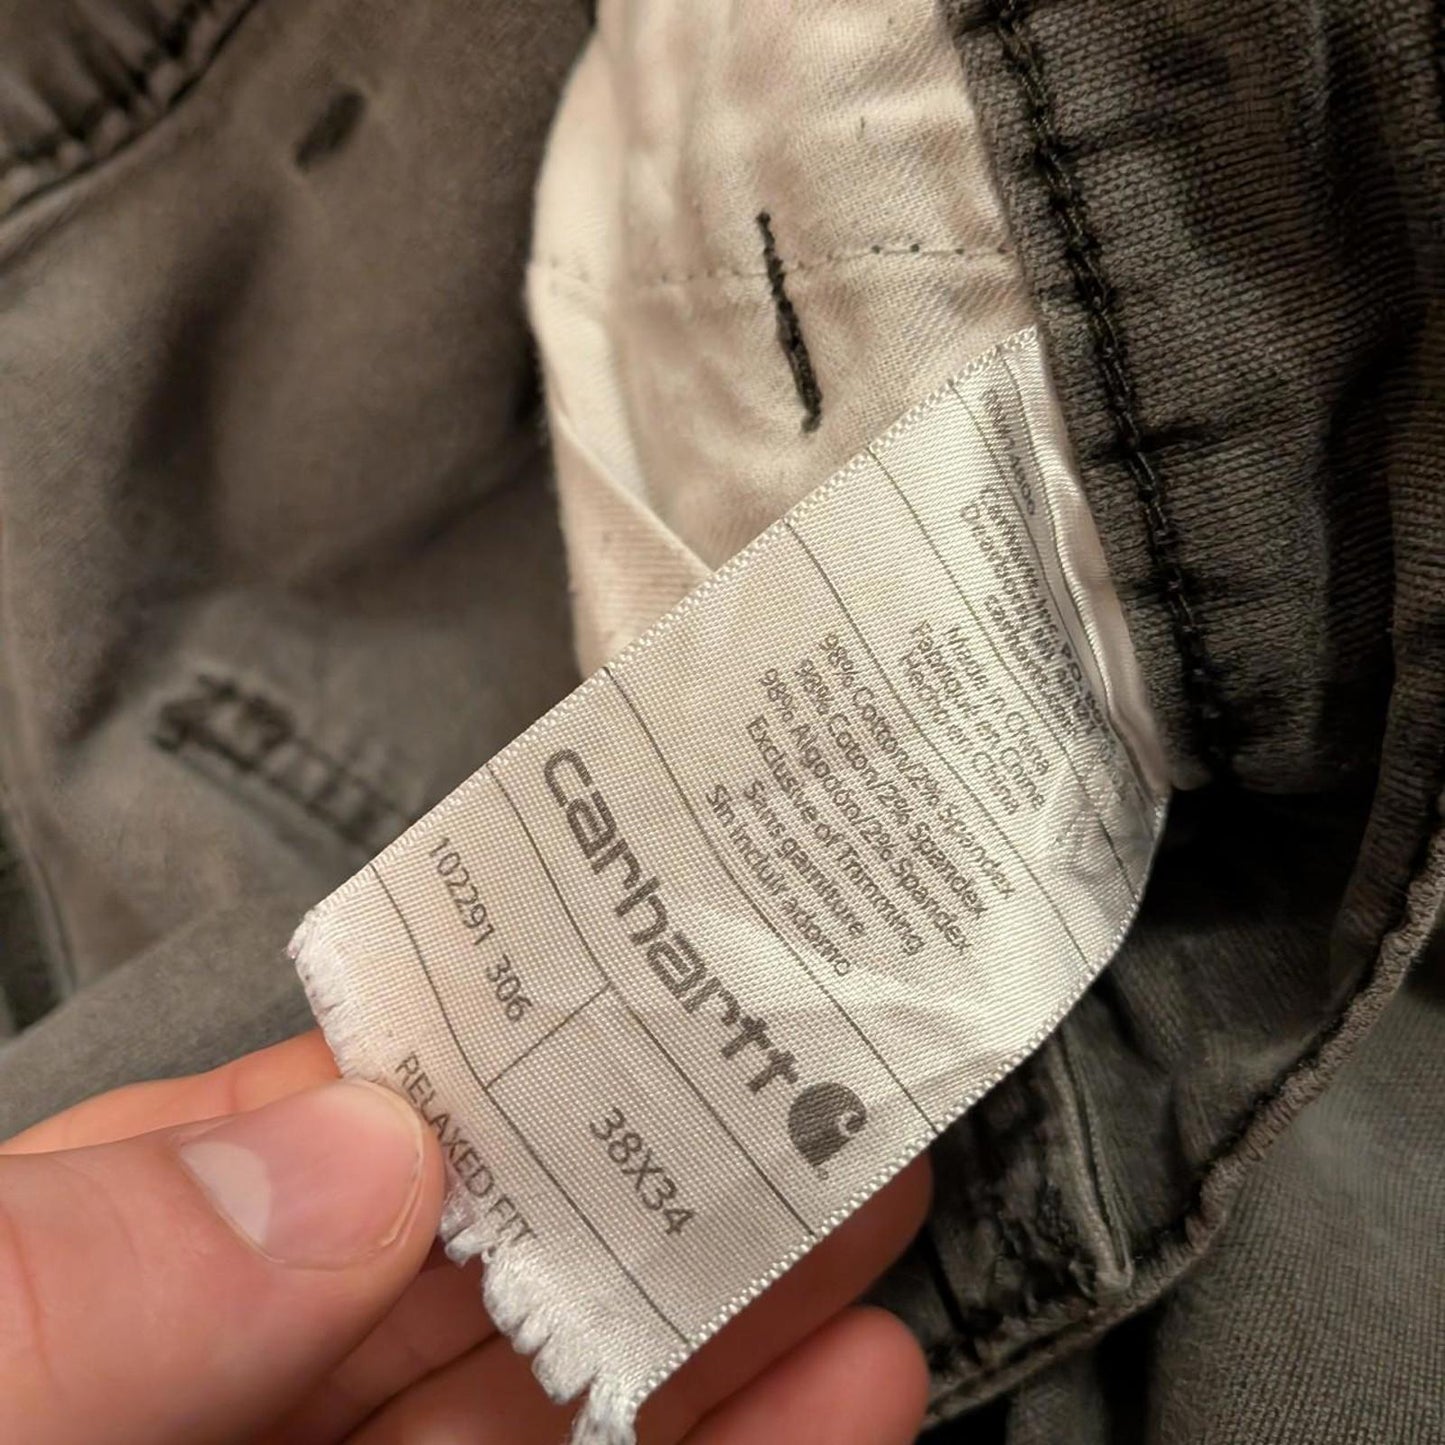 Made in China
Fabriqué en Chine
Hecho en China
98% Cotton/2% Spandex
98% Coton/2% Spandex
98% Algodón/2% Spandex
Exclusive of Trimming
Sans garniture
Sin incluir adorno
carhartt
102291 306
38X34
RELAXED FIT